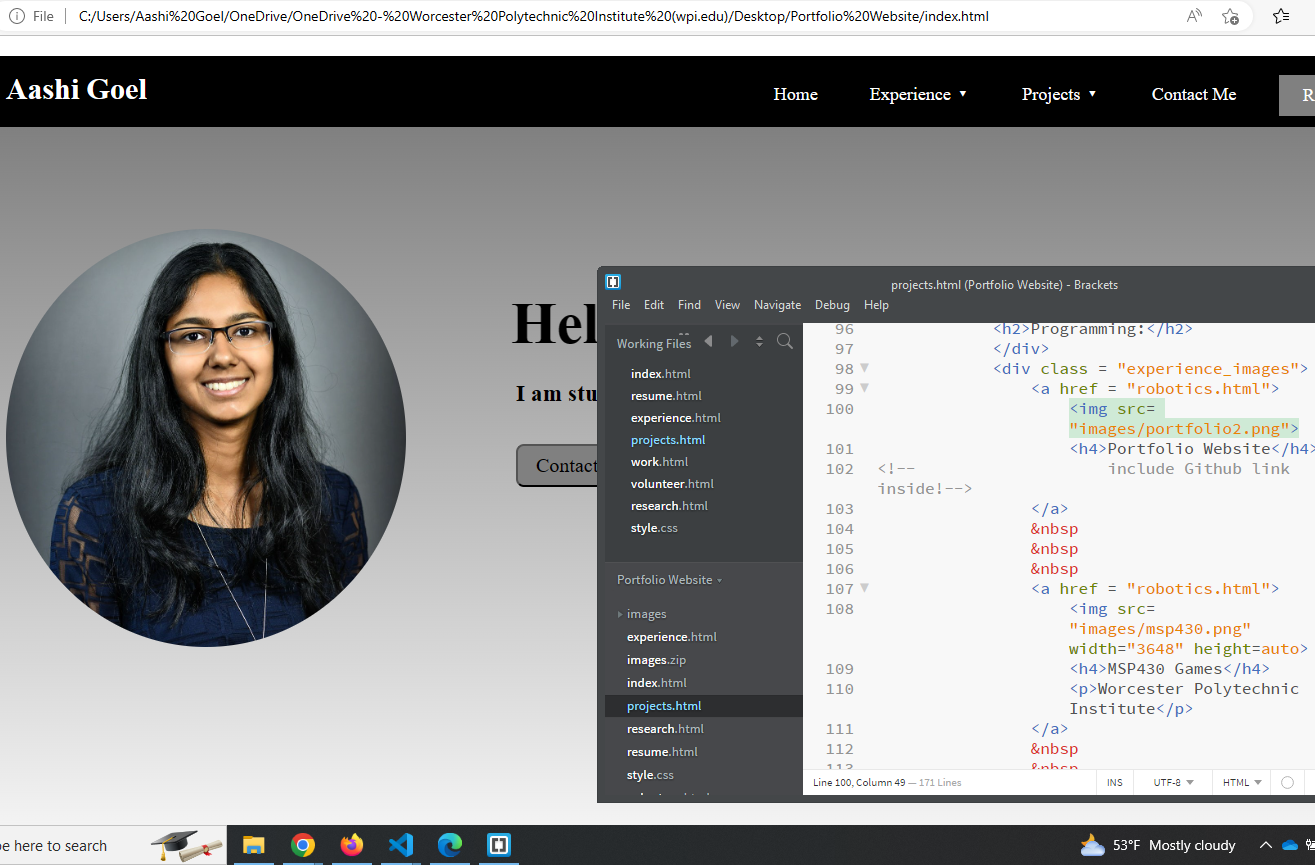 File
C:/Users/Aashi%20Goel/OneDrive/OneDrive%20-%20Worcester%20Polytechnic%20Institute%20(wpi.edu)/Desktop/Portfolio%20Website/index.html
Aashi Goel
Home
Experience ▼
Projects ▼
Contact Me
R
Hel
I am stu
Contact
projects.html (Portfolio Website) - Brackets
File Edit Find View Navigate Debug Help
Working Files
index.html
resume.html
experience.html
projects.html
work.html
volunteer.html
research.html
style.css
Portfolio Website
images
experience.html
images.zip
index.html
projects.html
research.html
resume.html
style.css
96 <h2>Programming:</h2>
97 </div>
98 <div class = "experience_images">
99 <a href = "robotics.html">
100 <img src=
"images/portfolio2.png">
101 <h4>Portfolio Website</h4>
102 <!-- include Github link
inside!-->
103 </a>
104 &nbsp
105 &nbsp
106 &nbsp
107 <a href = "robotics.html">
108 <img src=
"images/msp430.png"
width="3648" height=auto>
109 <h4>MSP430 Games</h4>
110 <p>Worcester Polytechnic
Institute</p>
111 </a>
112 &nbsp
113 &nbsp
Line 100, Column 49 — 171 Lines
INS
UTF-8
HTML
pe here to search
53°F Mostly cloudy